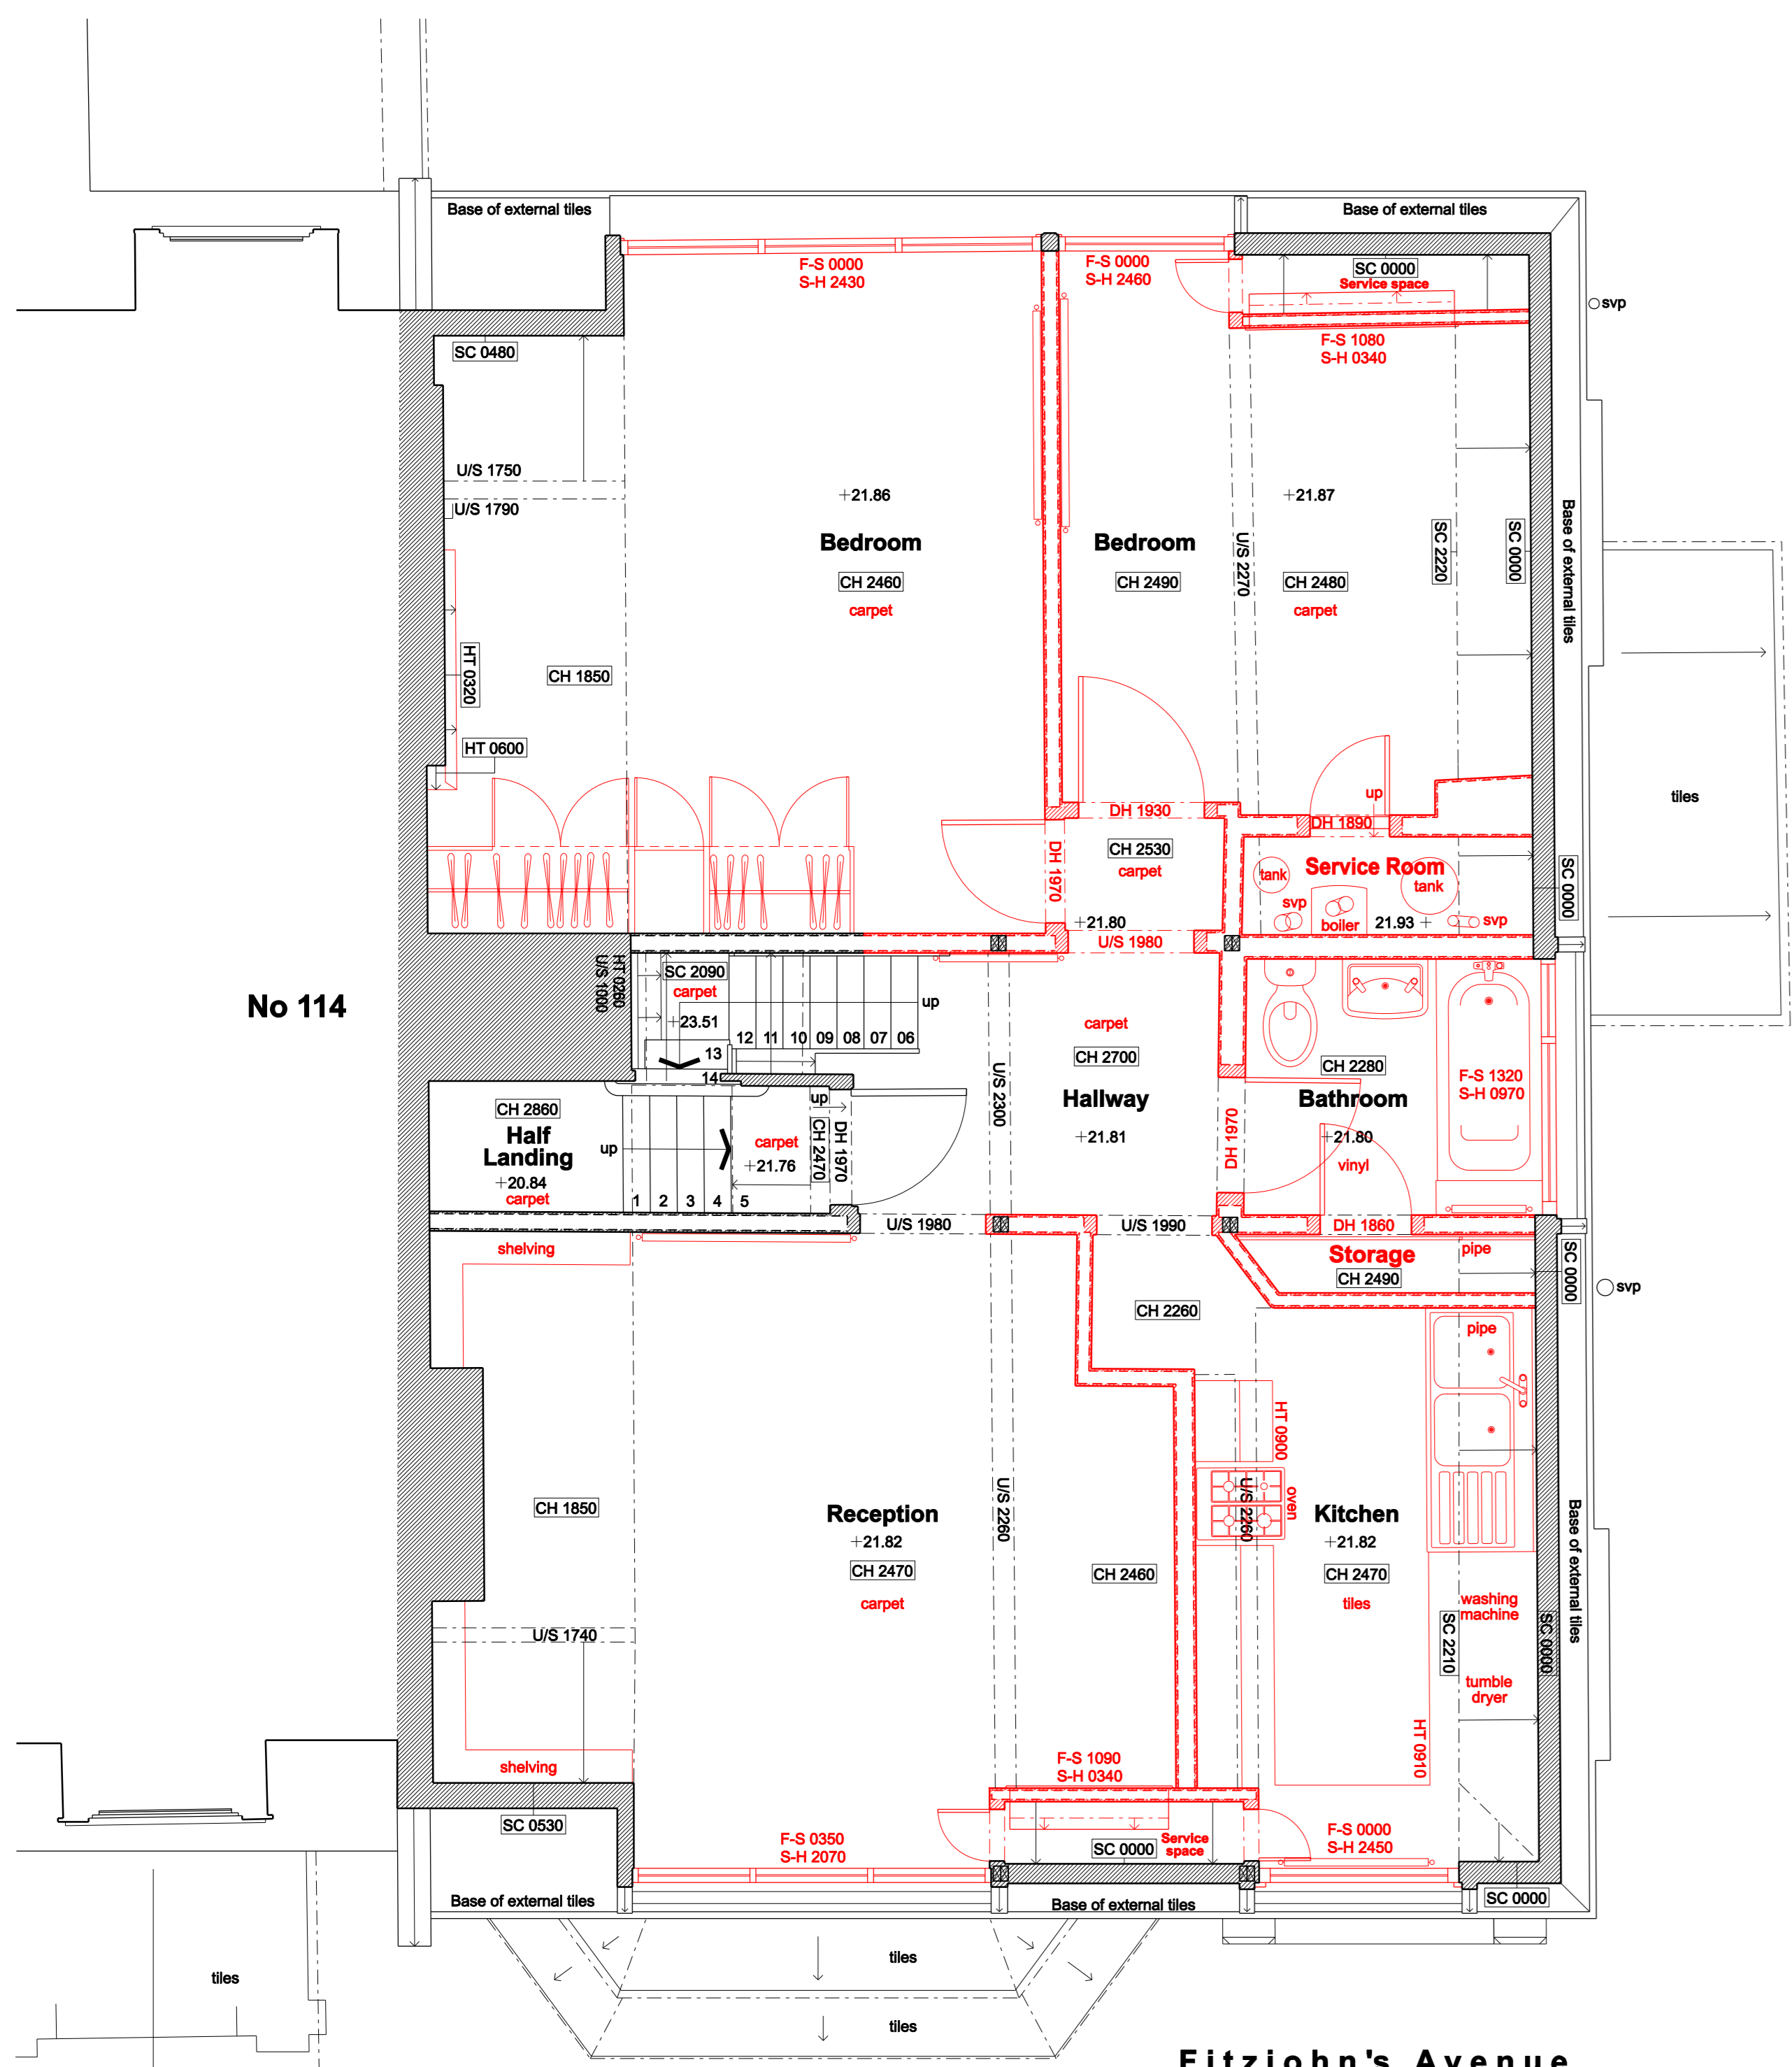 Base of external tiles
Base of external tiles
F-S 0000
S-H 2430
F-S 0000
S-H 2460
SC 0000
Service space
svp
F-S 1080
S-H 0340
SC 0480
U/S 1750
U/S 1790
+21.86
+21.87
Bedroom
Bedroom
CH 2460
carpet
CH 2490
U/S 2270
CH 2480
carpet
SC 2220
SC 0000
Base of external tiles
HT 0320
CH 1850
HT 0600
tiles
up
DH 1930
DH 1890
CH 2530
carpet
DH 1970
Service Room
tank
tank
svp
boiler
21.93 +
svp
SC 0000
+21.80
U/S 1980
No 114
HT 0260
U/S 1000
SC 2090
carpet
+23.51
up
12
11
10
09
08
07
06
13
14
carpet
CH 2700
U/S 2300
Hallway
+21.81
CH 2280
Bathroom
+21.80
vinyl
F-S 1320
S-H 0970
DH 1970
CH 2860
Half
Landing
+20.84
carpet
up
carpet
+21.76
up
CH 2470
DH 1970
1
2
3
4
5
U/S 1980
U/S 1990
DH 1860
shelving
Storage
pipe
CH 2490
SC 0000
svp
CH 2260
pipe
HT 0900
oven
U/S 2260
U/S 2260
CH 1850
Reception
+21.82
CH 2470
carpet
CH 2460
Kitchen
+21.82
CH 2470
tiles
washing
machine
SC 2210
SC 0000
Base of external tiles
tumble
dryer
HT 0910
U/S 1740
shelving
F-S 1090
S-H 0340
SC 0530
F-S 0350
S-H 2070
SC 0000
Service
space
F-S 0000
S-H 2450
SC 0000
Base of external tiles
Base of external tiles
tiles
tiles
tiles
Fitzjohn's Avenue